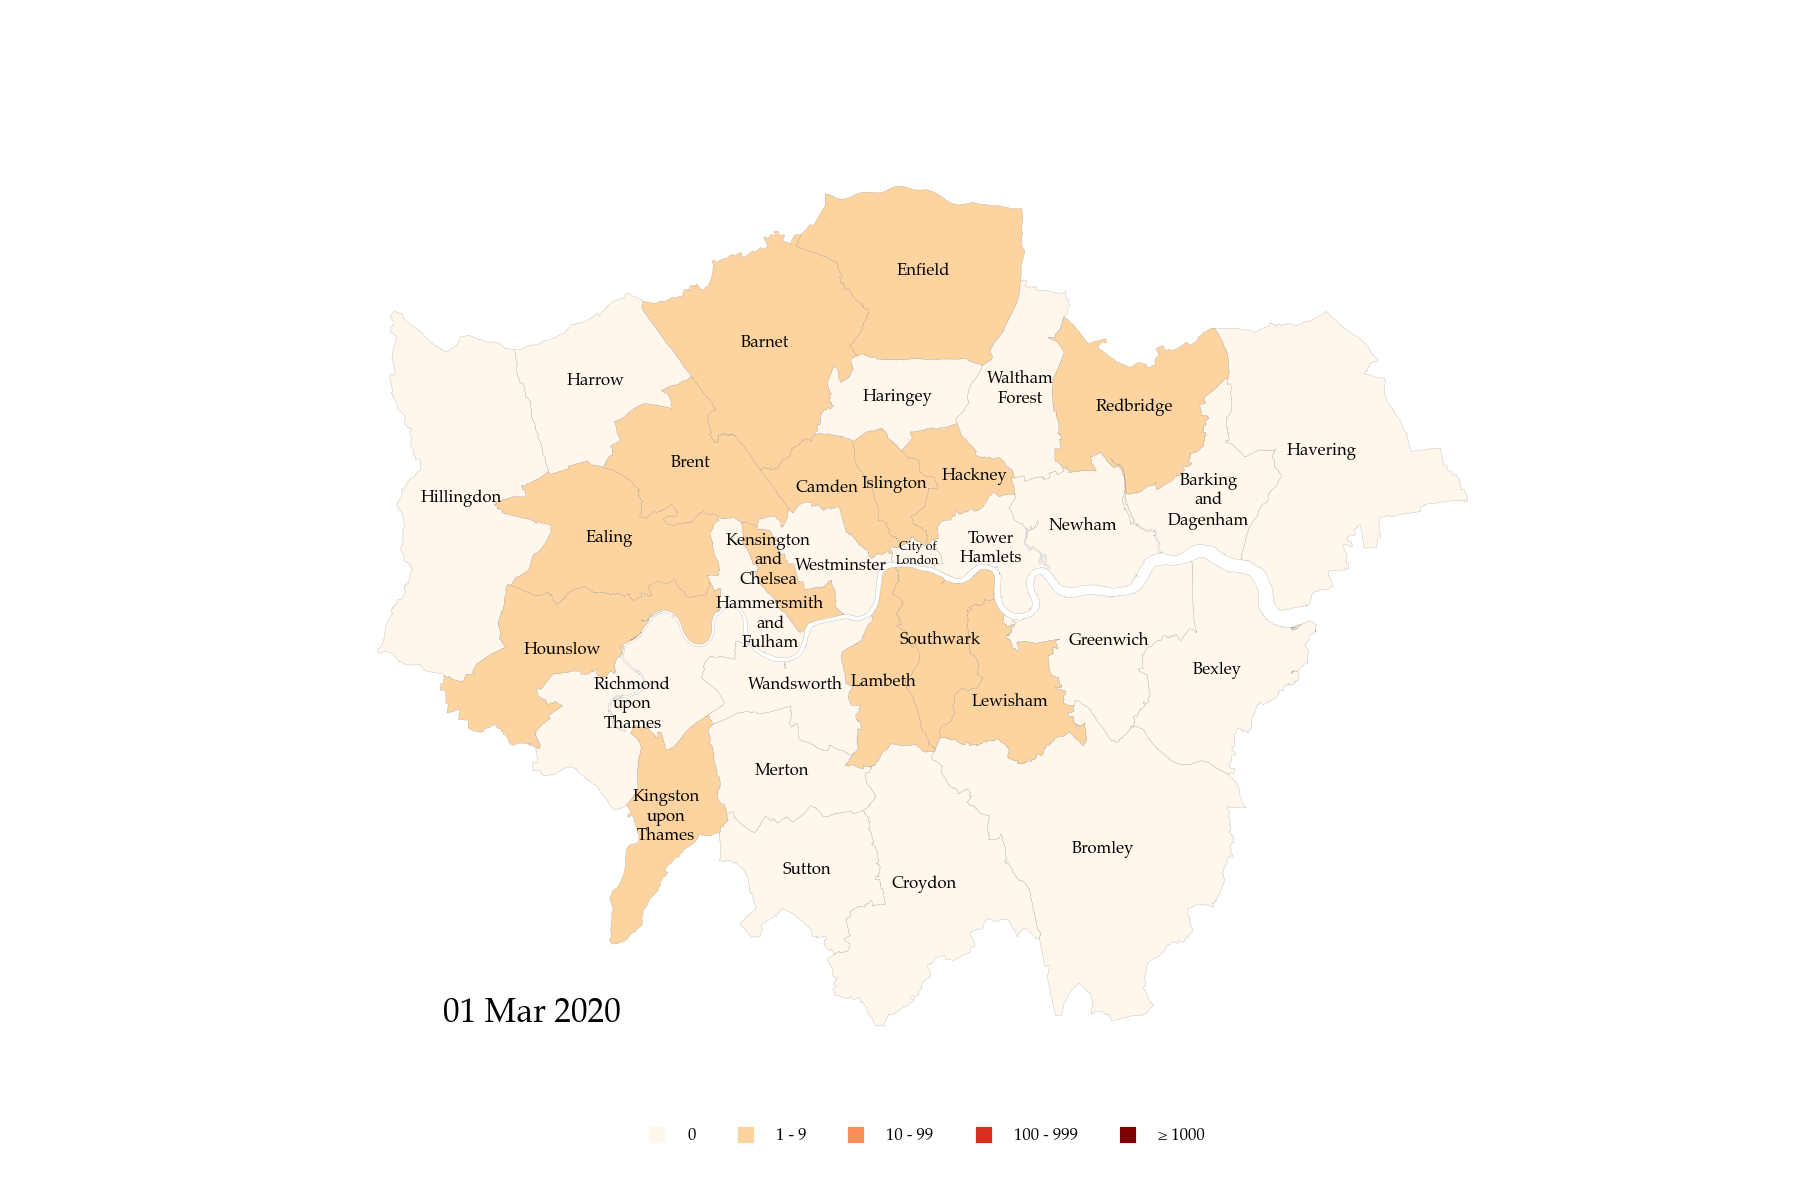 Enfield
Barnet
Harrow
Haringey
Waltham
Forest
Redbridge
Havering
Brent
Camden
Islington
Hackney
Barking
and
Dagenham
Hillingdon
Ealing
Kensington
and
Chelsea
Westminster
City of
London
Tower
Hamlets
Newham
Hammersmith
and
Fulham
Hounslow
Southwark
Greenwich
Bexley
Richmond
upon
Thames
Wandsworth
Lambeth
Lewisham
Merton
Kingston
upon
Thames
Sutton
Croydon
Bromley
01 Mar 2020
0
1 - 9
10 - 99
100 - 999
≥ 1000